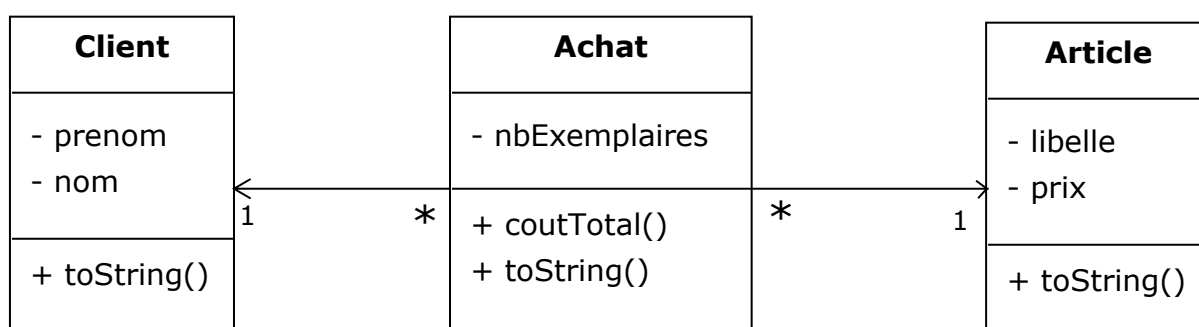 Client
- prenom
- nom
+ toString()
1
*
Achat
- nbExemplaires
+ coutTotal()
+ toString()
*
1
Article
- libelle
- prix
+ toString()